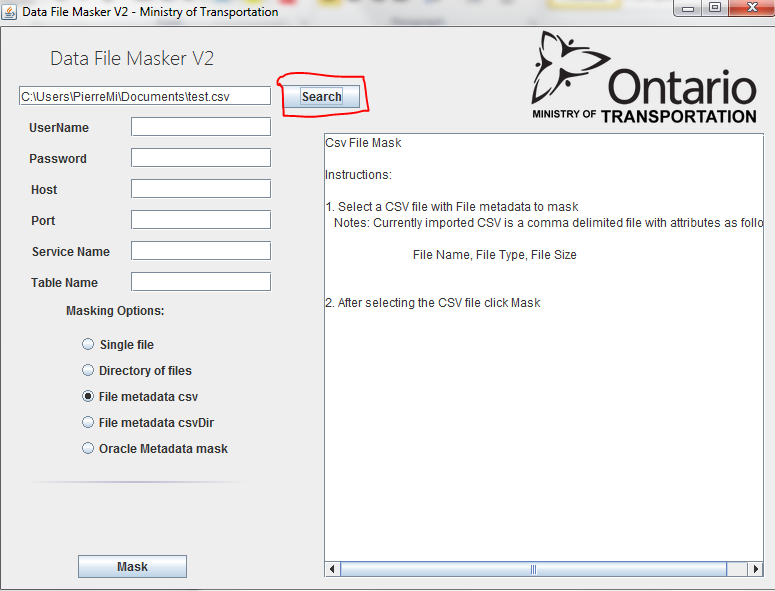 Data File Masker V2 - Ministry of Transportation
Data File Masker V2
Ontario
MINISTRY OF TRANSPORTATION
C:\Users\PierreMi\Documents\test.csv
Search
UserName
Password
Host
Port
Service Name
Table Name
Masking Options:
Single file
Directory of files
File metadata csv
File metadata csvDir
Oracle Metadata mask
Mask
Csv File Mask
Instructions:
1. Select a CSV file with File metadata to mask
Notes: Currently imported CSV is a comma delimited file with attributes as follo
File Name, File Type, File Size
2. After selecting the CSV file click Mask